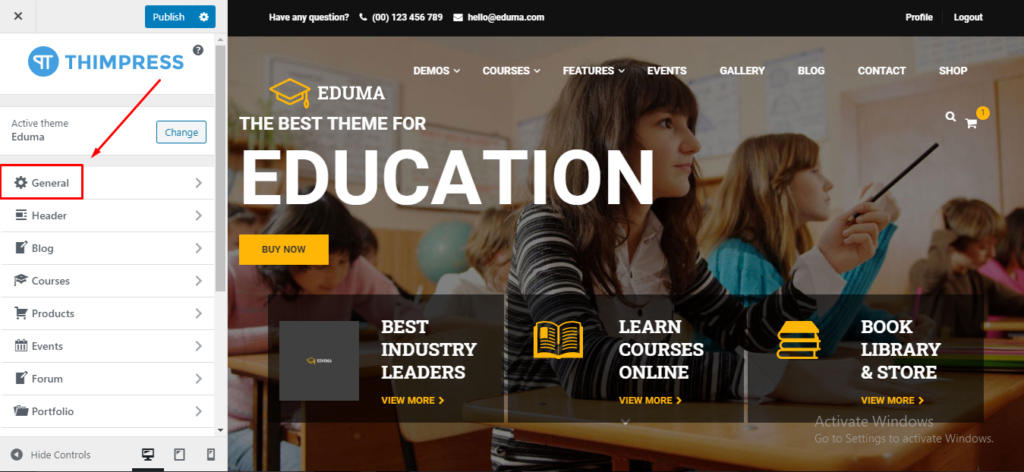 Publish
THIMPRESS
Active theme
Eduma
Change
General
Header
Blog
Courses
Products
Events
Forum
Portfolio
Hide Controls
Have any question? (00) 123 456 789 hello@eduma.com
Profile Logout
DEMOS COURSES FEATURES EVENTS GALLERY BLOG CONTACT SHOP
EDUMA
1
THE BEST THEME FOR
EDUCATION
BUY NOW
EDUMA
BEST
INDUSTRY
LEADERS
VIEW MORE
LEARN
COURSES
ONLINE
VIEW MORE
BOOK
LIBRARY
& STORE
VIEW MORE
Activate Windows
Go to Settings to activate Windows.